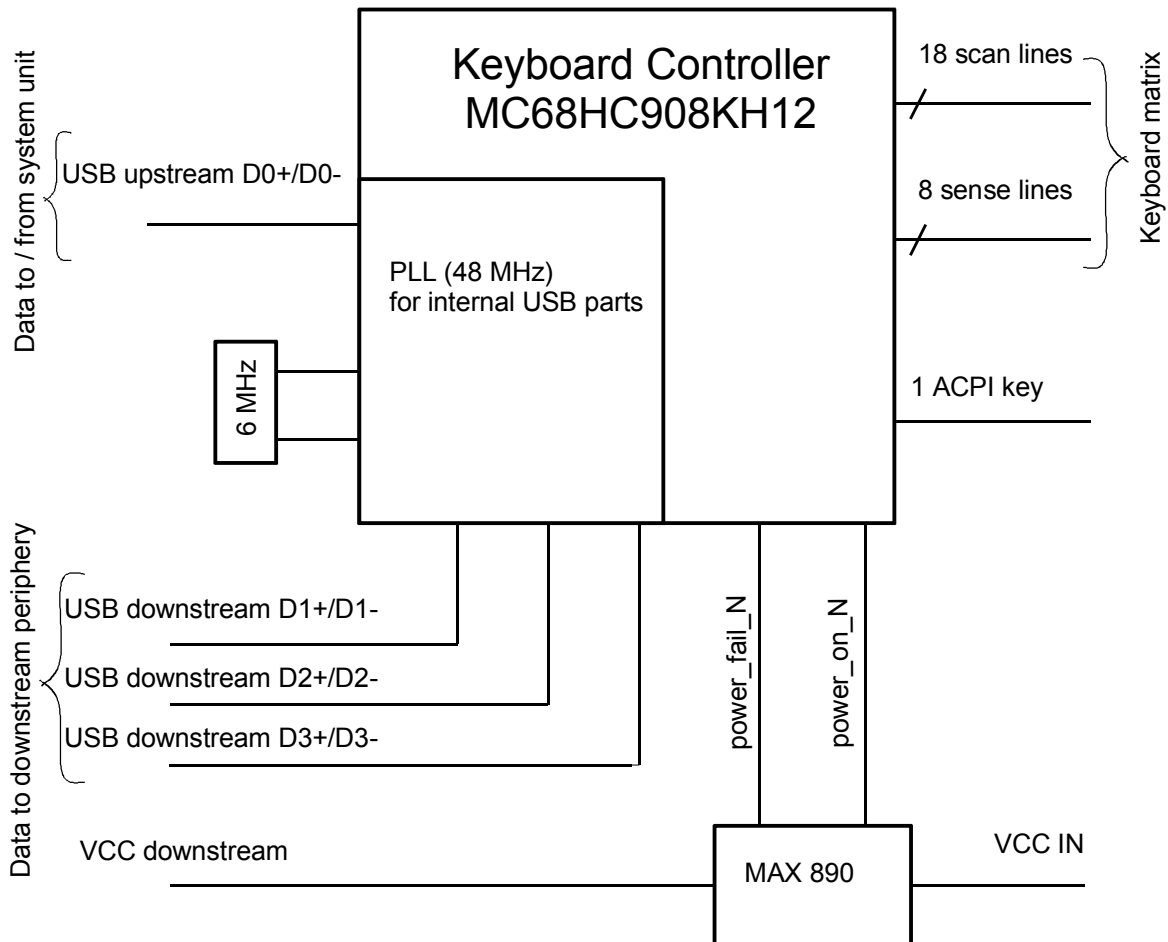 Keyboard Controller
MC68HC908KH12
18 scan lines
8 sense lines
Keyboard matrix
1 ACPI key
Data to / from system unit
USB upstream D0+/D0-
PLL (48 MHz)
for internal USB parts
6 MHz
Data to downstream periphery
USB downstream D1+/D1-
USB downstream D2+/D2-
USB downstream D3+/D3-
power_fail_N
power_on_N
VCC downstream
MAX 890
VCC IN